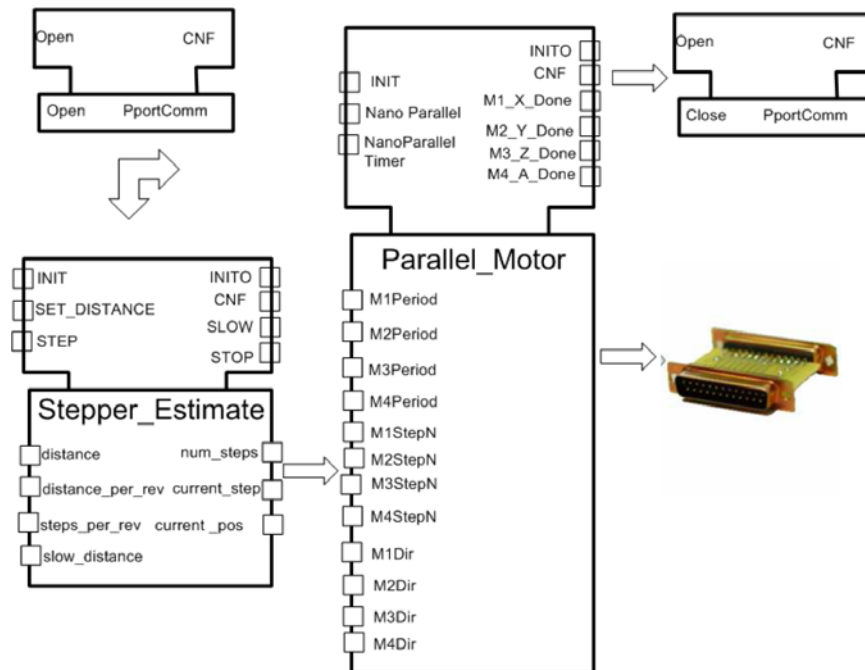 Open CNF
Open PportComm
INIT
Nano Parallel
NanoParallel
Timer
INITO
CNF
M1_X_Done
M2_Y_Done
M3_Z_Done
M4_A_Done
Open CNF
Close PportComm
INIT
SET_DISTANCE
STEP
INITO
CNF
SLOW
STOP
Stepper_Estimate
distance
distance_per_rev
steps_per_rev
slow_distance
num_steps
current_step
current _pos
Parallel_Motor
M1Period
M2Period
M3Period
M4Period
M1StepN
M2StepN
M3StepN
M4StepN
M1Dir
M2Dir
M3Dir
M4Dir